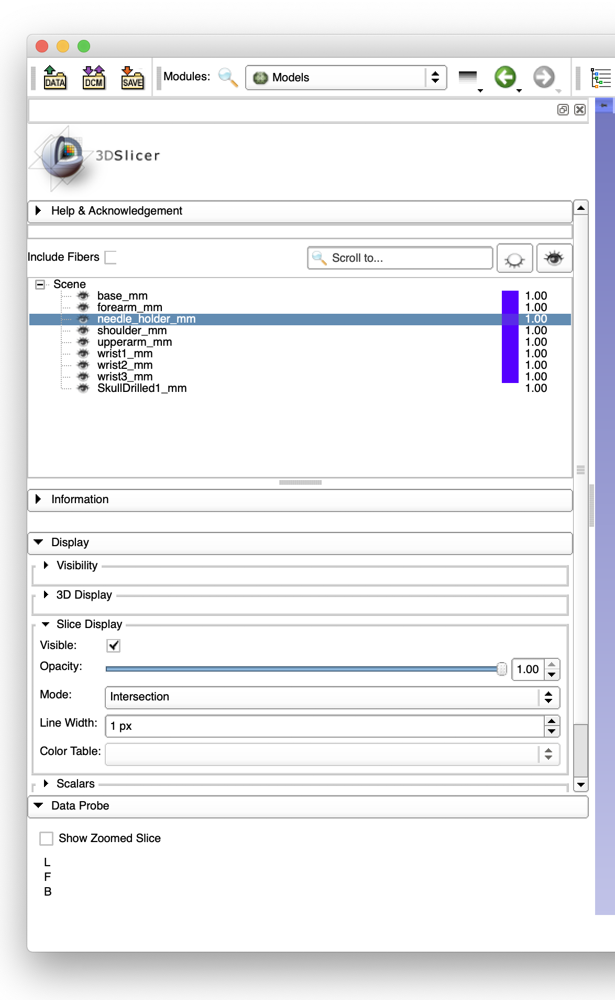 DATA DCM SAVE Modules: Models
3DSlicer
Help & Acknowledgement
Include Fibers Scroll to...
Scene
base_mm 1.00
forearm_mm 1.00
needle_holder_mm 1.00
shoulder_mm 1.00
upperarm_mm 1.00
wrist1_mm 1.00
wrist2_mm 1.00
wrist3_mm 1.00
SkullDrilled1_mm 1.00
Information
Display
Visibility
3D Display
Slice Display
Visible:
Opacity: 1.00
Mode: Intersection
Line Width: 1 px
Color Table:
Scalars
Data Probe
Show Zoomed Slice
L
F
B